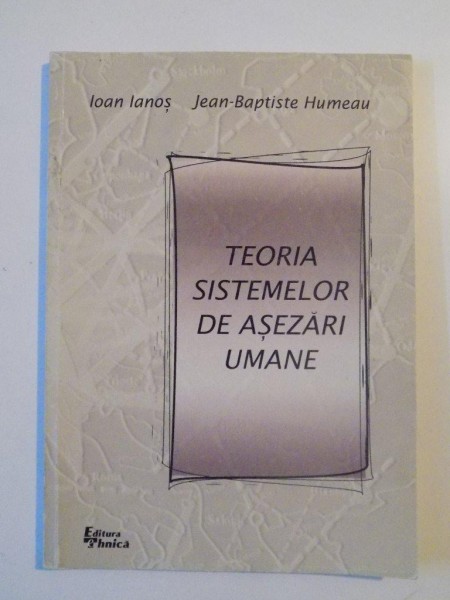 Ioan Ianoș Jean-Baptiste Humeau
TEORIA
SISTEMELOR
DE AȘEZĂRI
UMANE
Editura
Tehnică